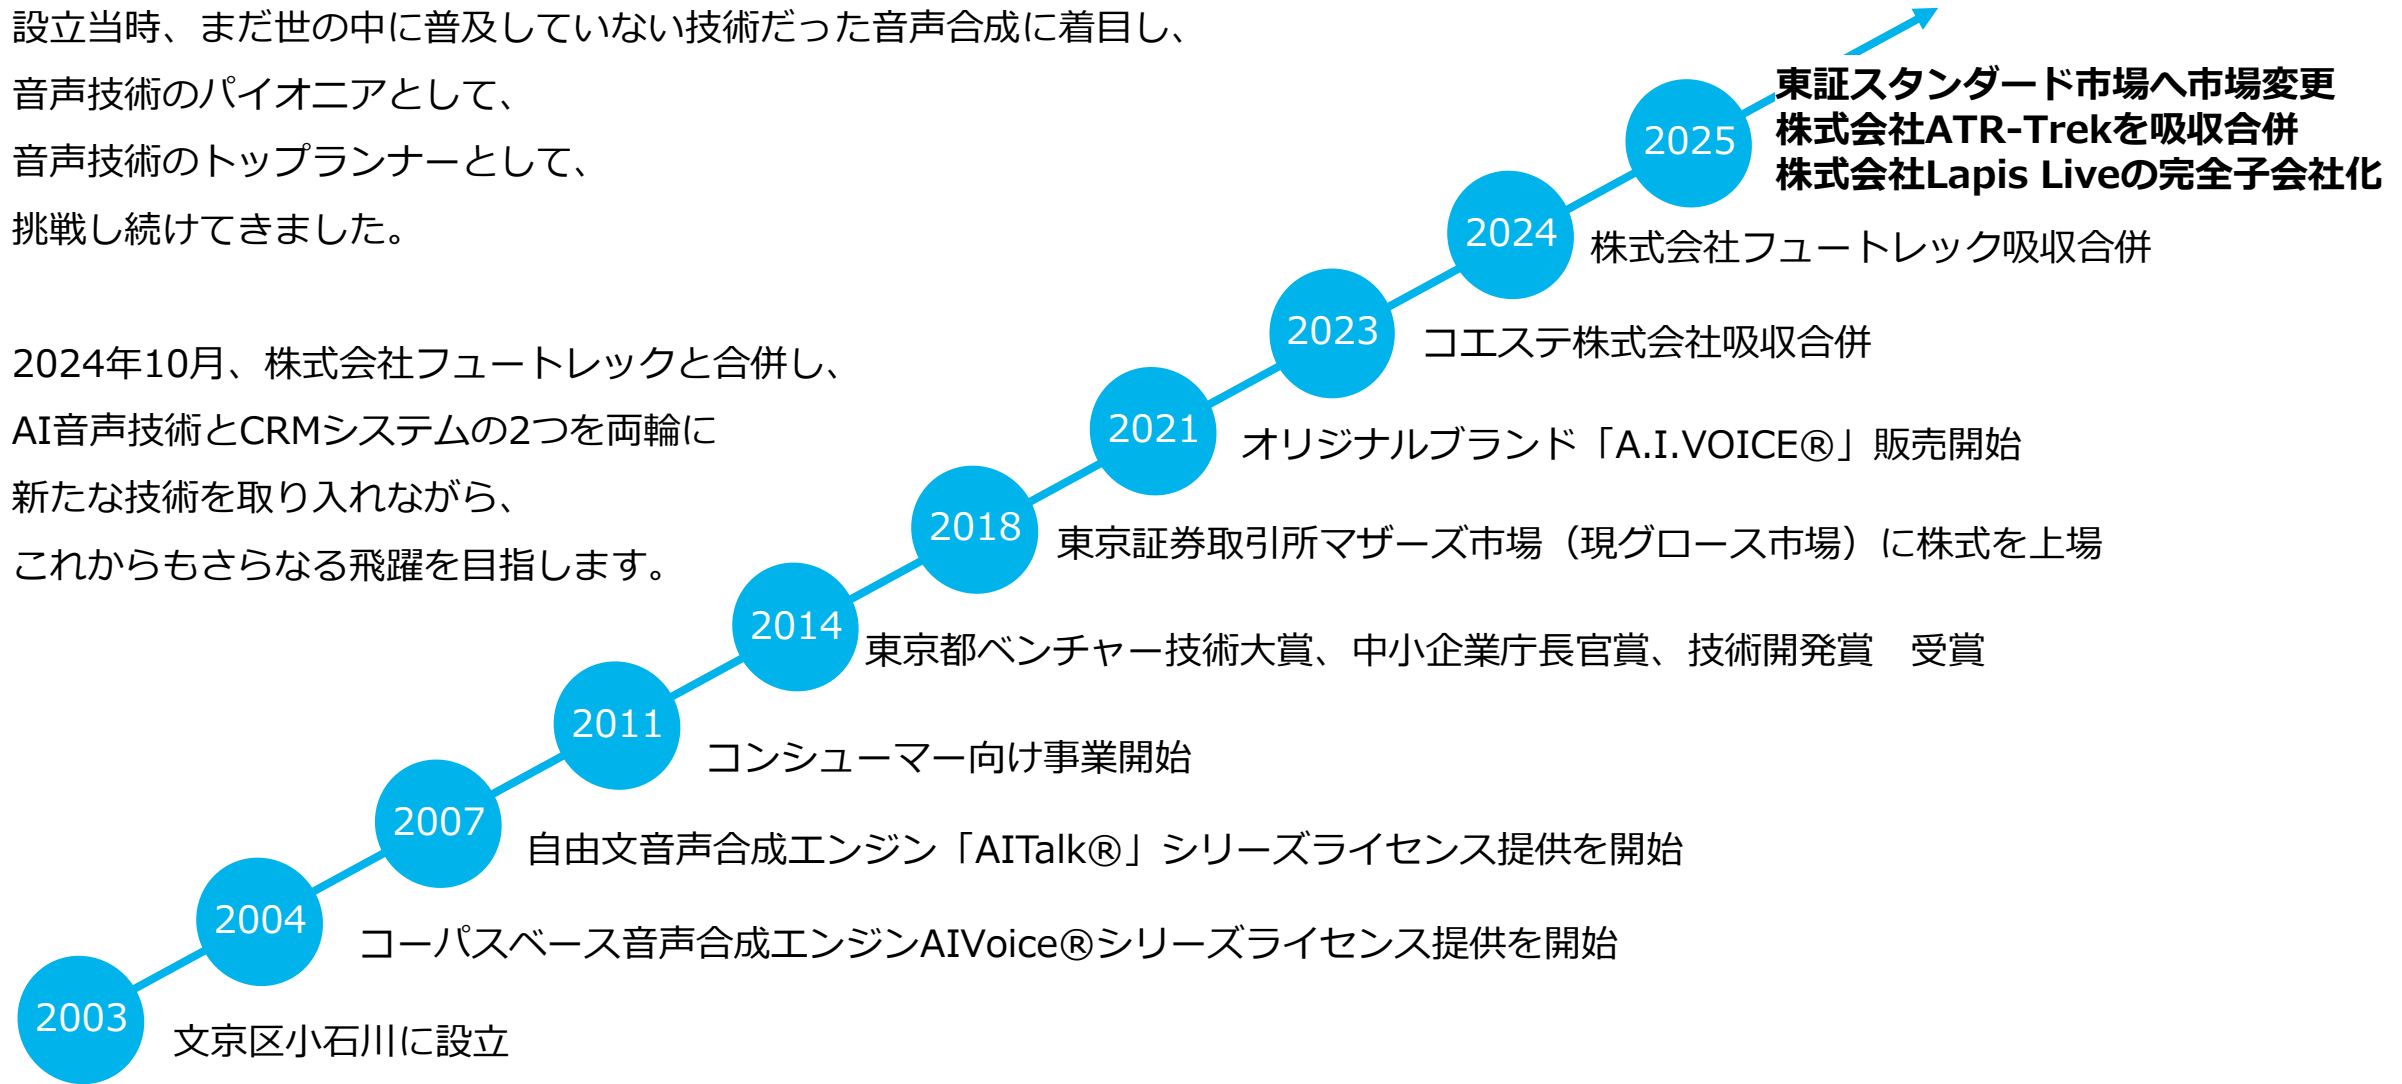 設立当時、まだ世の中に普及していない技術だった音声合成に着目し、
音声技術のパイオニアとして、
音声技術のトップランナーとして、
挑戦し続けてきました。
2024年10月、株式会社フュートレックと合併し、
AI音声技術とCRMシステムの2つを両輪に
新たな技術を取り入れながら、
これからもさらなる飛躍を目指します。
2025
東証スタンダード市場へ市場変更
株式会社ATR-Trekを吸収合併
株式会社Lapis Liveの完全子会社化
2024
株式会社フュートレック吸収合併
2023
コエステ株式会社吸収合併
2021
オリジナルブランド「A.I.VOICE®」販売開始
2018
東京証券取引所マザーズ市場（現グロース市場）に株式を上場
2014
東京都ベンチャー技術大賞、中小企業庁長官賞、技術開発賞　受賞
2011
コンシューマー向け事業開始
2007
自由文音声合成エンジン「AITalk®」シリーズライセンス提供を開始
2004
コーパスベース音声合成エンジンAIVoice®シリーズライセンス提供を開始
2003
文京区小石川に設立